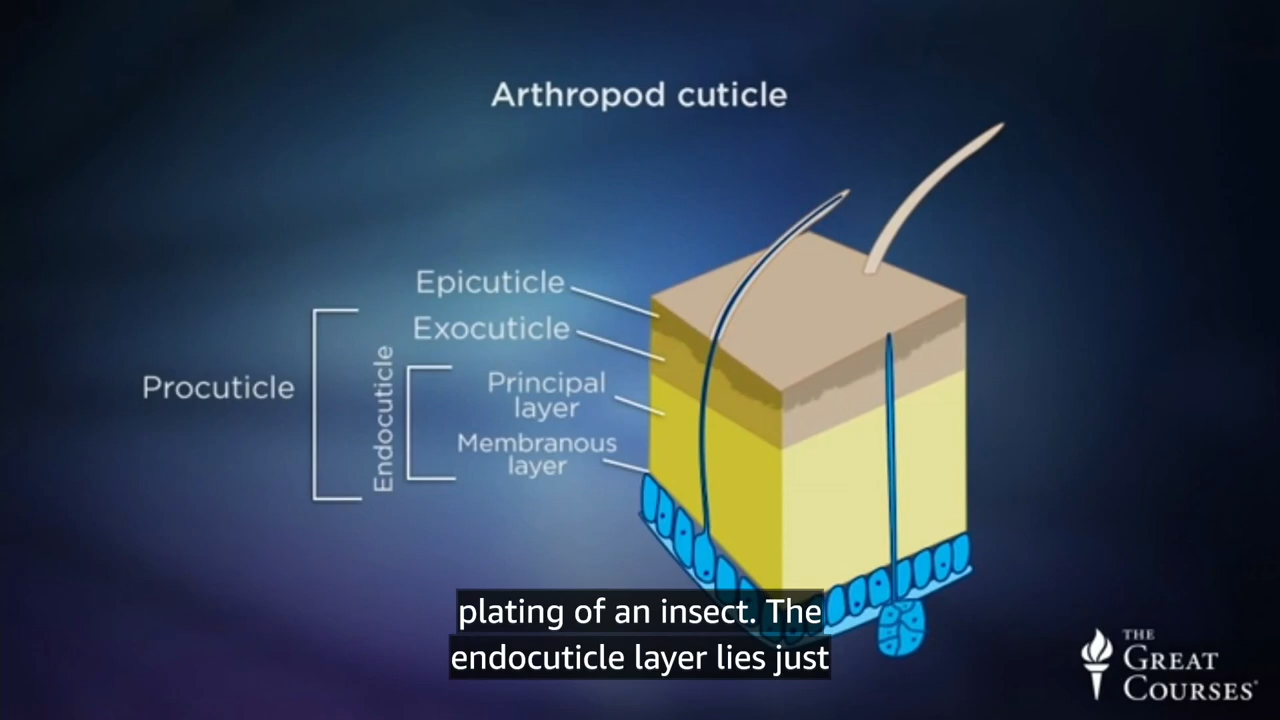 Arthropod cuticle
Epicuticle
Exocuticle
Procuticle
Endocuticle
Principal
layer
Membranous
layer
plating of an insect. The
endocuticle layer lies just
THE
GREAT
COURSES®